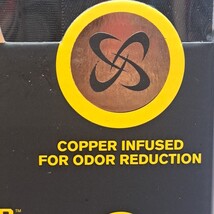 COPPER INFUSED
FOR ODOR REDUCTION